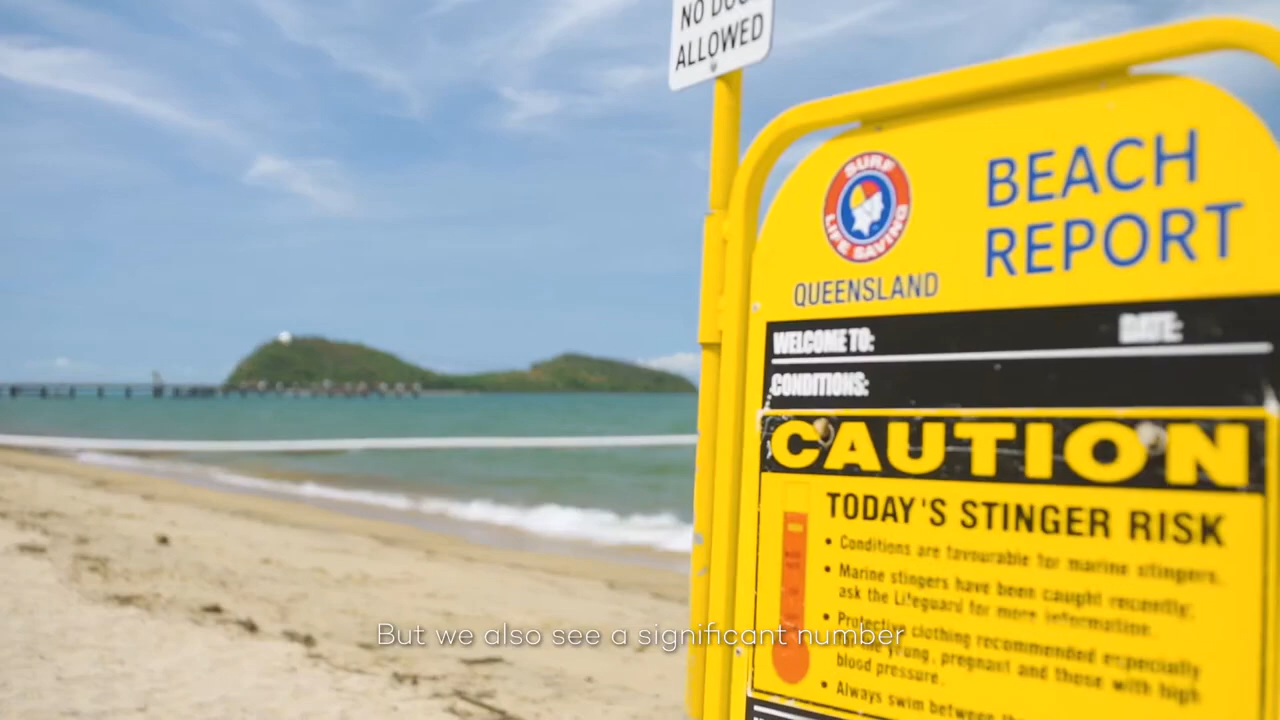 NO DOGS
ALLOWED
SURF
LIFE SAVING
QUEENSLAND
BEACH
REPORT
WELCOME TO:
DATE:
CONDITIONS:
CAUTION
TODAY'S STINGER RISK
• Conditions are favourable for marine stingers.
• Marine stingers have been caught recently;
ask the Lifeguard for more information.
• Protective clothing recommended especially
for the young, pregnant and those with high
blood pressure.
• Always swim between the
But we also see a significant number